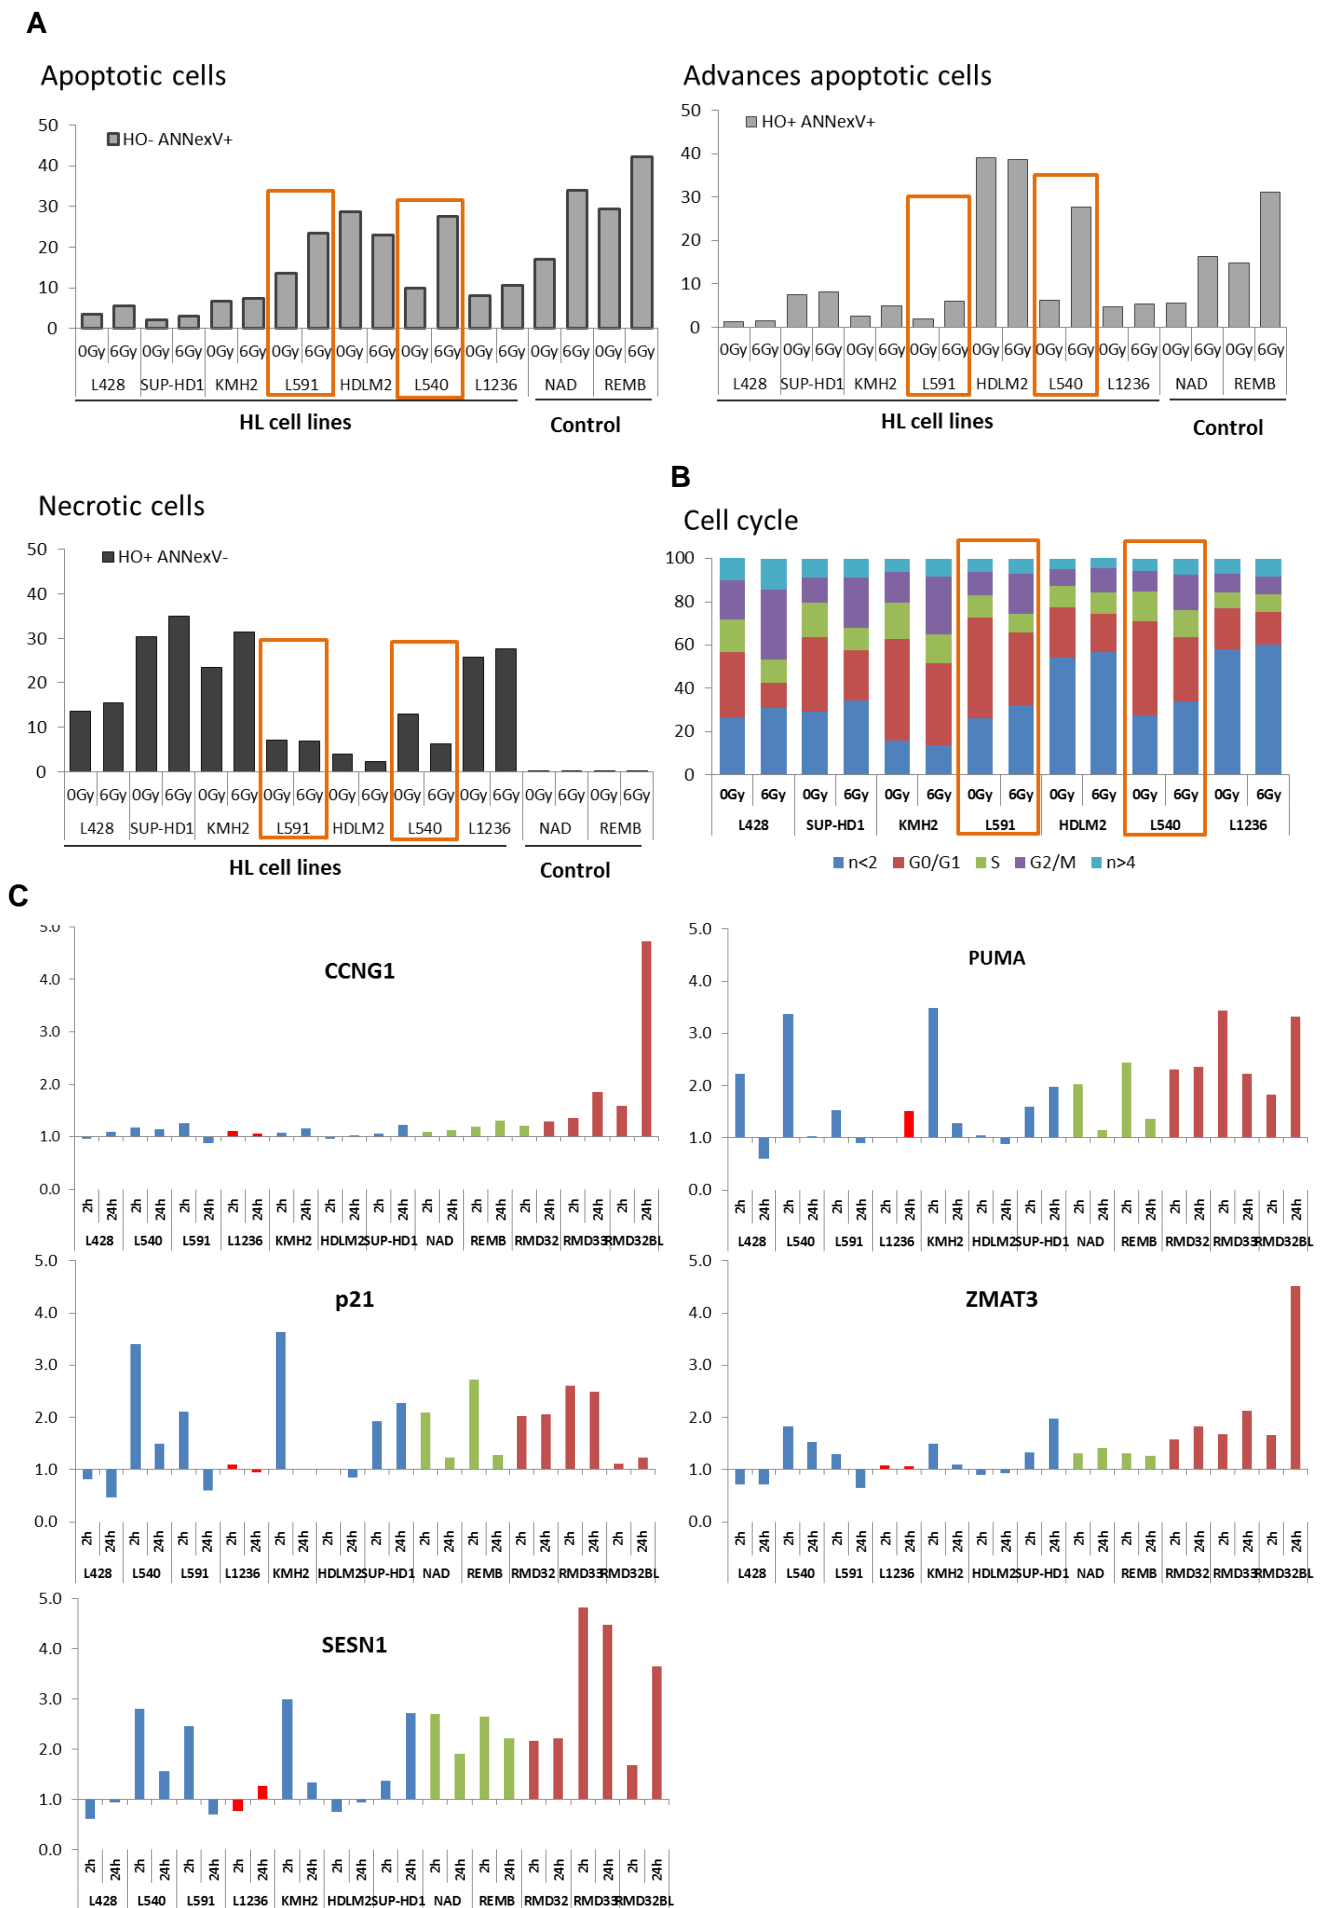 A
Apoptotic cells
50
40
30
20
10
0
HO- ANNexV+
0Gy 6Gy 0Gy 6Gy 0Gy 6Gy 0Gy 6Gy 0Gy 6Gy 0Gy 6Gy 0Gy 6Gy 0Gy 6Gy 0Gy 6Gy
L428 SUP-HD1 KMH2 L591 HDLM2 L540 L1236 NAD REMB
HL cell lines Control
Advances apoptotic cells
50
40
30
20
10
0
HO+ ANNexV+
0Gy 6Gy 0Gy 6Gy 0Gy 6Gy 0Gy 6Gy 0Gy 6Gy 0Gy 6Gy 0Gy 6Gy 0Gy 6Gy 0Gy 6Gy
L428 SUP-HD1 KMH2 L591 HDLM2 L540 L1236 NAD REMB
HL cell lines Control
Necrotic cells
50
40
30
20
10
0
HO+ ANNexV-
0Gy 6Gy 0Gy 6Gy 0Gy 6Gy 0Gy 6Gy 0Gy 6Gy 0Gy 6Gy 0Gy 6Gy 0Gy 6Gy 0Gy 6Gy
L428 SUP-HD1 KMH2 L591 HDLM2 L540 L1236 NAD REMB
HL cell lines Control
B
Cell cycle
100
80
60
40
20
0
0Gy 6Gy 0Gy 6Gy 0Gy 6Gy 0Gy 6Gy 0Gy 6Gy 0Gy 6Gy 0Gy 6Gy
L428 SUP-HD1 KMH2 L591 HDLM2 L540 L1236
n<2 G0/G1 S G2/M n>4
C
CCNG1
5.0
4.0
3.0
2.0
1.0
0.0
2h 24h 2h 24h 2h 24h 2h 24h 2h 24h 2h 24h 2h 24h 2h 24h 2h 24h 2h 24h 2h 24h 2h 24h
L428 L540 L591 L1236 KMH2 HDLM2 SUP-HD1 NAD REMB RMD32 RMD33 RMD32BL
PUMA
5.0
4.0
3.0
2.0
1.0
0.0
2h 24h 2h 24h 2h 24h 2h 24h 2h 24h 2h 24h 2h 24h 2h 24h 2h 24h 2h 24h 2h 24h 2h 24h
L428 L540 L591 L1236 KMH2 HDLM2 SUP-HD1 NAD REMB RMD32 RMD33 RMD32BL
p21
5.0
4.0
3.0
2.0
1.0
0.0
2h 24h 2h 24h 2h 24h 2h 24h 2h 24h 2h 24h 2h 24h 2h 24h 2h 24h 2h 24h 2h 24h 2h 24h
L428 L540 L591 L1236 KMH2 HDLM2 SUP-HD1 NAD REMB RMD32 RMD33 RMD32BL
ZMAT3
5.0
4.0
3.0
2.0
1.0
0.0
2h 24h 2h 24h 2h 24h 2h 24h 2h 24h 2h 24h 2h 24h 2h 24h 2h 24h 2h 24h 2h 24h 2h 24h
L428 L540 L591 L1236 KMH2 HDLM2 SUP-HD1 NAD REMB RMD32 RMD33 RMD32BL
SESN1
5.0
4.0
3.0
2.0
1.0
0.0
2h 24h 2h 24h 2h 24h 2h 24h 2h 24h 2h 24h 2h 24h 2h 24h 2h 24h 2h 24h 2h 24h 2h 24h
L428 L540 L591 L1236 KMH2 HDLM2 SUP-HD1 NAD REMB RMD32 RMD33 RMD32BL